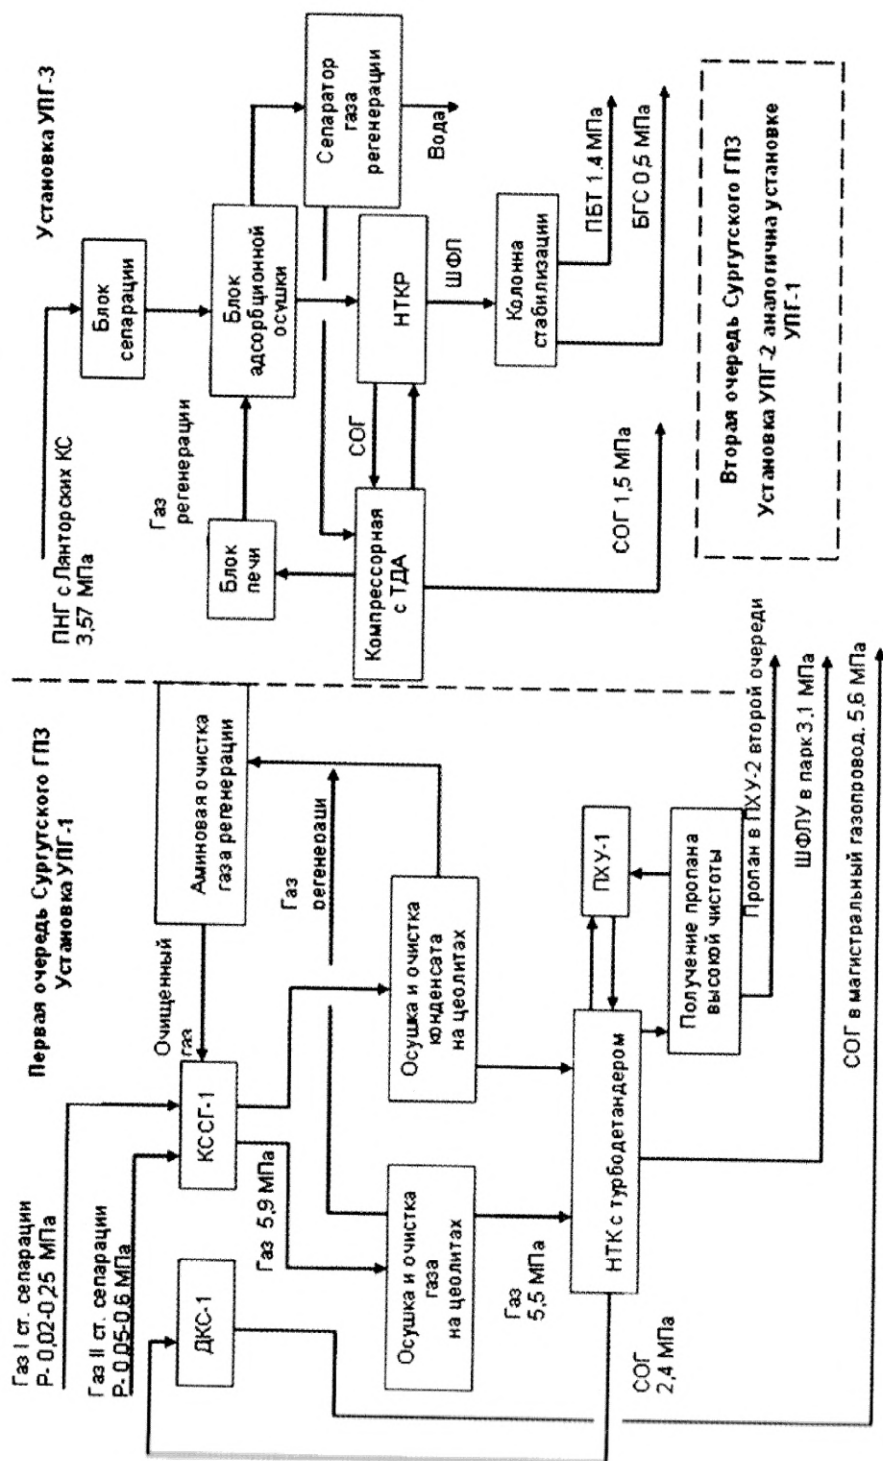 Первая очередь Сургутского ГПЗ
Установка УПГ-1
Газ I ст. сепарации
Р- 0,02-0,25 МПа
Газ II ст. сепарации
Р- 0,05-0,6 МПа
ДКС-1
КССГ-1
Очищенный
газ
Аминовая очистка
газа регенерации
Газ 5,9 МПа
Газ
регенераци
Осушка и очистка
газа
на цеолитах
Осушка и очистка
конденсата
на цеолитах
Газ
5,5 МПа
НТК с турбодетандером
ПХУ-1
Получение пропана
высокой чистоты
СОГ
2,4 МПа
Пропан в ПХУ-2 второй очереди
ШФЛУ в парк 3,1 МПа
СОГ в магистральный газопровод, 5,6 МПа
Установка УПГ-3
ПНГ с Лянторских КС
3,57 МПа
Блок
сепарации
Газ
регенерации
Блок
печи
Блок
адсорбционной
осушки
Сепаратор
газа
регенерации
Вода
Компрессорная
с ТДА
СОГ
НТКР
ШФЛ
Колонна
стабилизации
СОГ 1,5 МПа
ПБТ 1.4 МПа
БГС 0,5 МПа
Вторая очередь Сургутского ГПЗ
Установка УПГ-2 аналогична установке
УПГ-1